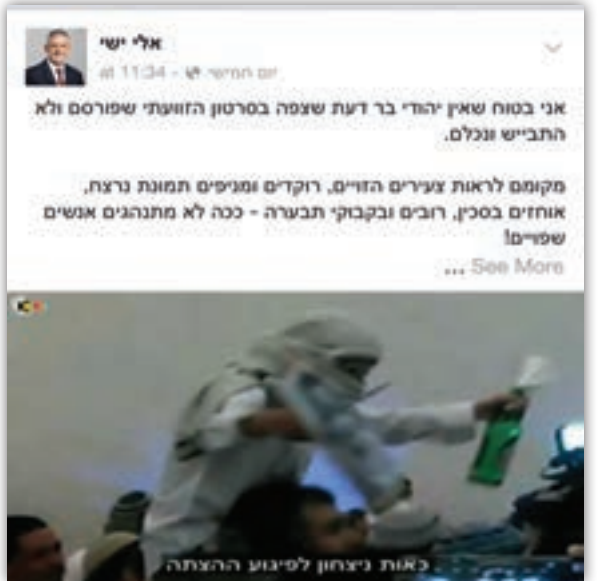 אלי ישי
יום חמישי - at 11:34
אני בטוח שאין יהודי בר דעת שצפה בסרטון הזוועתי שפורסם ולא
התבייש ונכלם.
מקומם לראות צעירים הזויים, רוקדים ומניפים תמונת נרצח,
אוחזים בסכין, רובים ובקבוקי תבערה - ככה לא מתנהגים אנשים
שפויים!
... See More
כאות ניצחון לפיגוע ההצתה